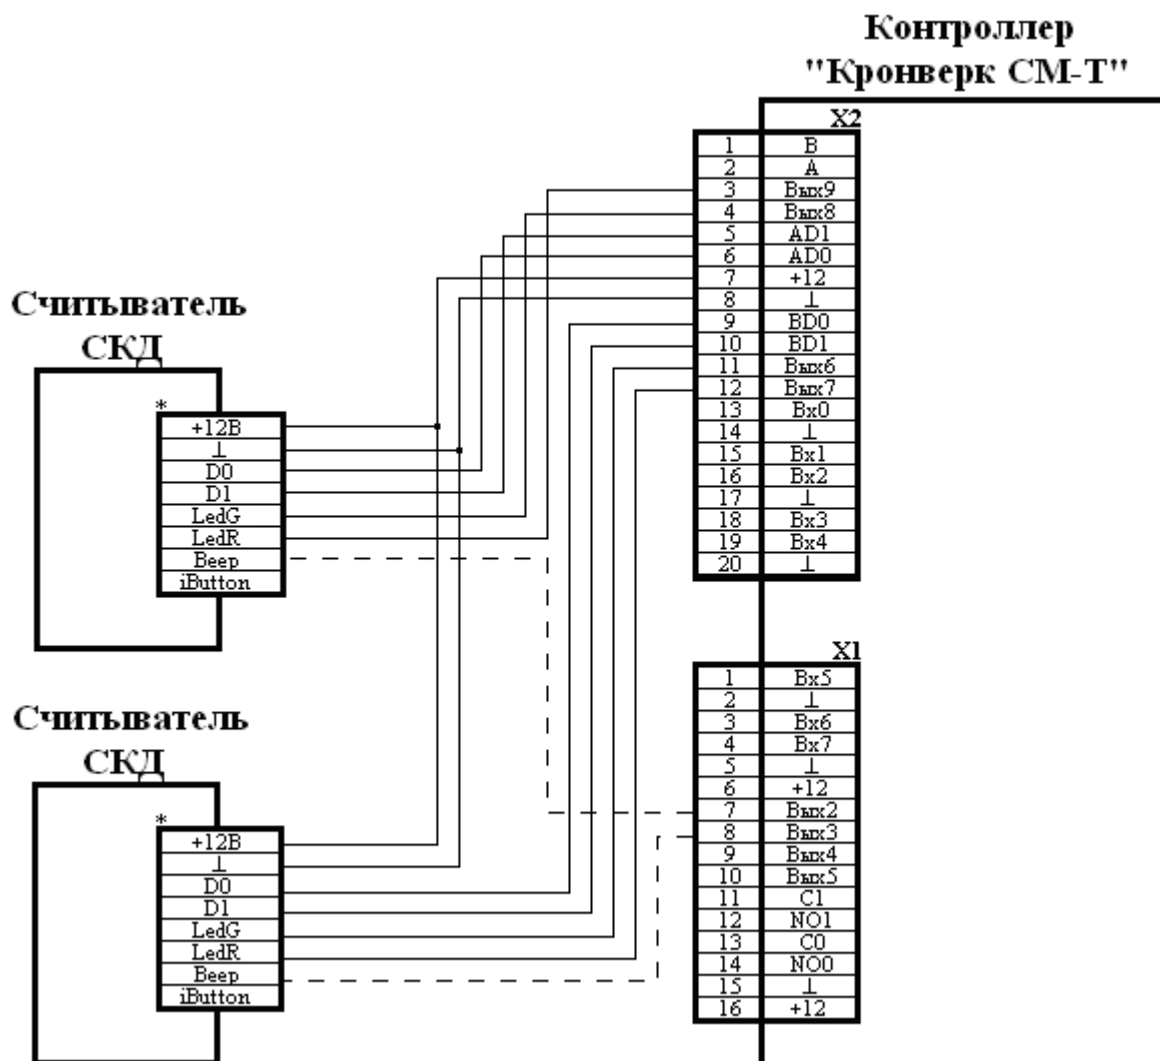 Контроллер
"Кронверк СМ-Т"
X2
1 B
2 A
3 Вых9
4 Вых8
5 AD1
6 AD0
7 +12
8 ⊥
9 BD0
10 BD1
11 Вых6
12 Вых7
13 Вх0
14 ⊥
15 Вх1
16 Вх2
17 ⊥
18 Вх3
19 Вх4
20 ⊥
Считыватель
СКД
*
+12В
⊥
D0
D1
LedG
LedR
Beep
iButton
X1
1 Вх5
2 ⊥
3 Вх6
4 Вх7
5 ⊥
6 +12
7 Вых2
8 Вых3
9 Вых4
10 Вых5
11 C1
12 NO1
13 C0
14 NO0
15 ⊥
16 +12
Считыватель
СКД
*
+12В
⊥
D0
D1
LedG
LedR
Beep
iButton